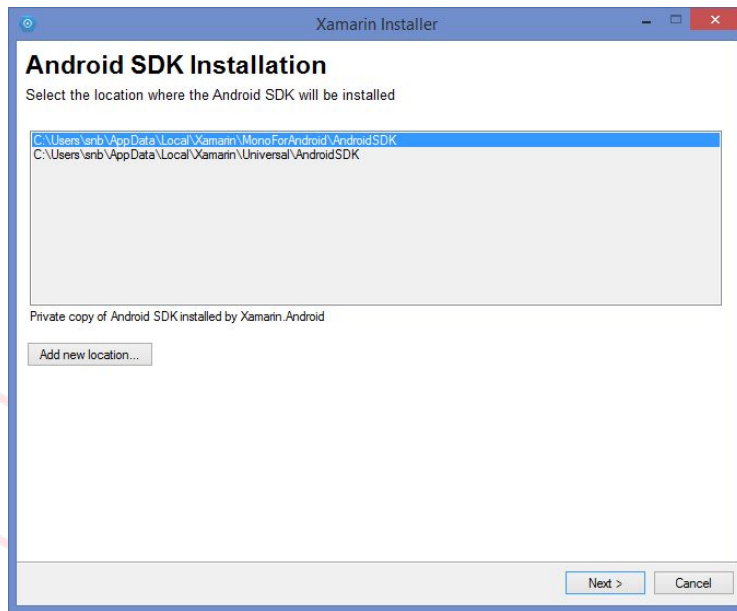 Xamarin Installer
Android SDK Installation
Select the location where the Android SDK will be installed
C:\Users\snb\AppData\Local\Xamarin\MonoForAndroid\AndroidSDK
C:\Users\snb\AppData\Local\Xamarin\Universal\AndroidSDK
Private copy of Android SDK installed by Xamarin.Android
Add new location...
Next >
Cancel